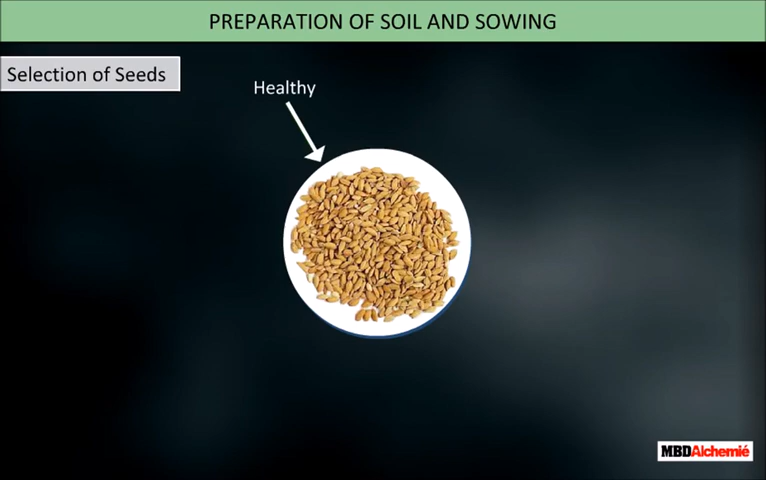 PREPARATION OF SOIL AND SOWING
Selection of Seeds
Healthy
MBDAlchemié